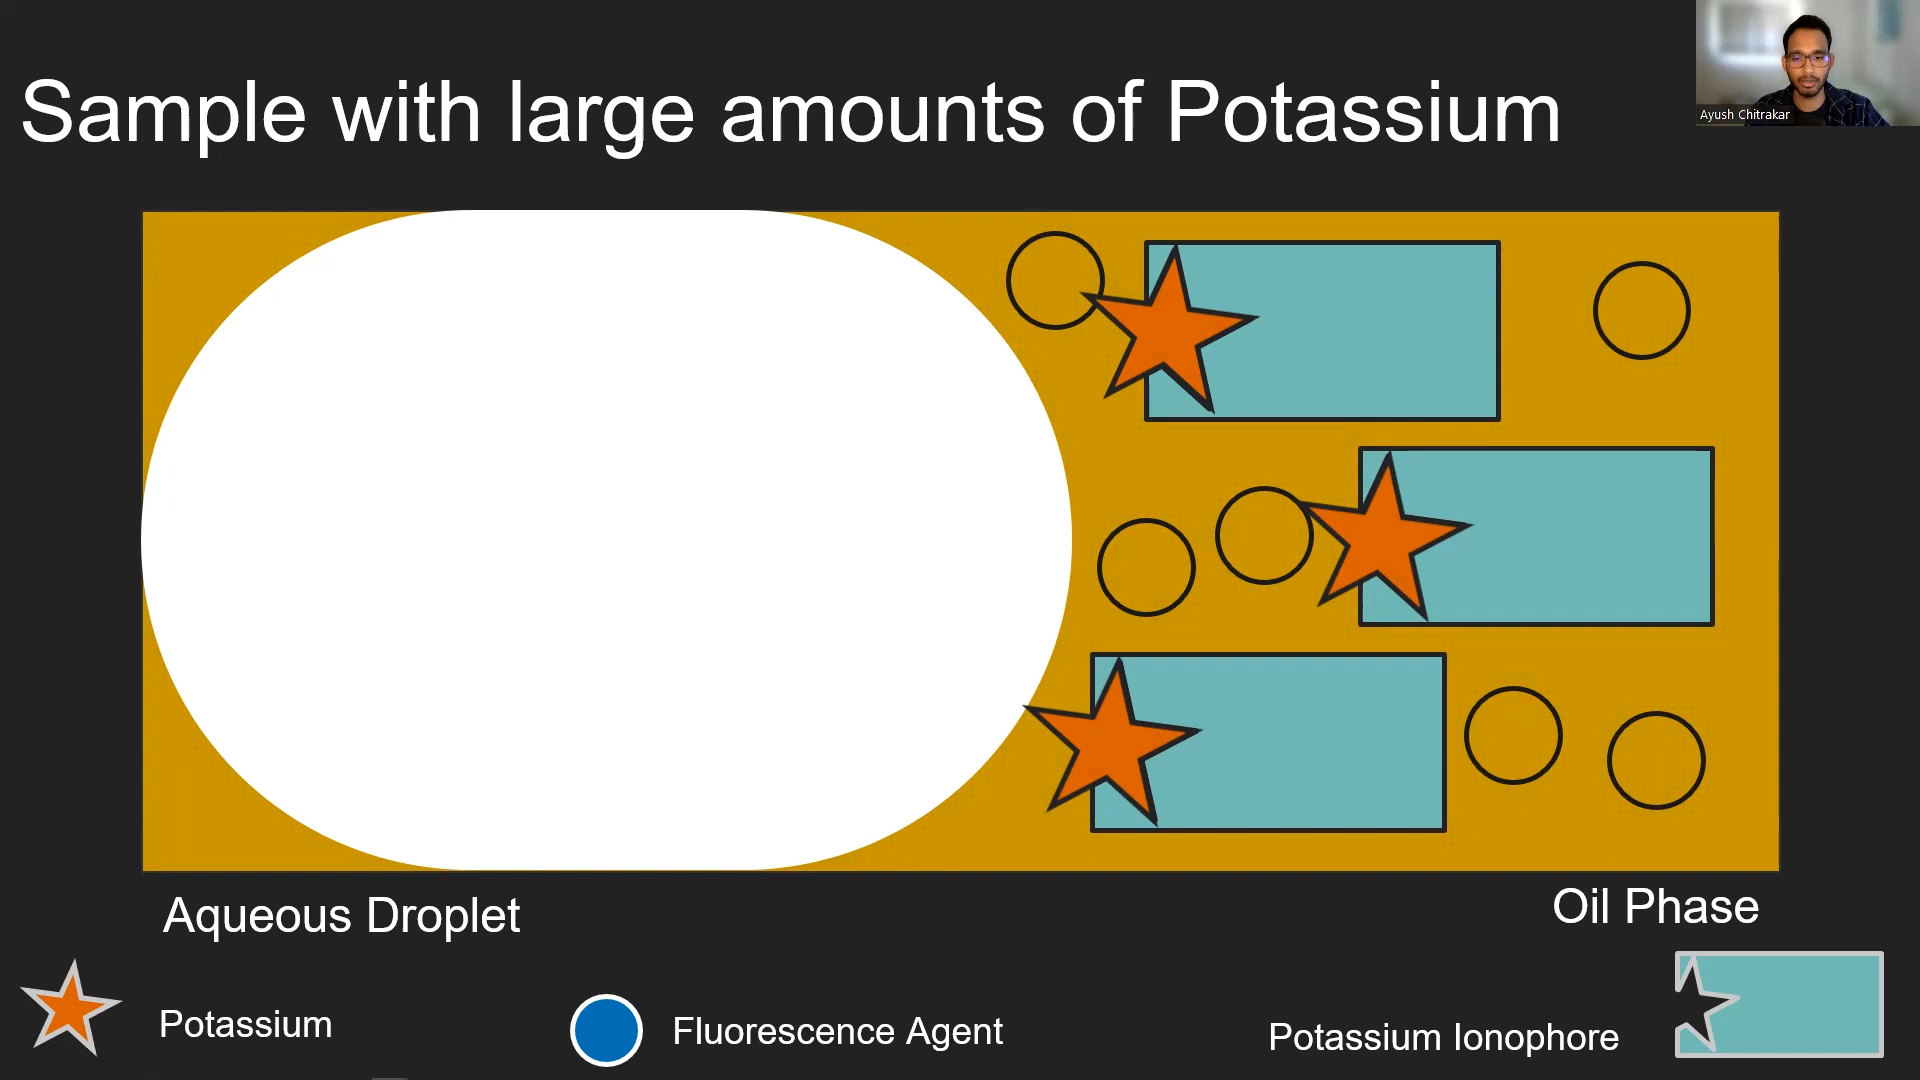 Sample with large amounts of Potassium
Ayush Chitrakar
Aqueous Droplet
Oil Phase
Potassium
Fluorescence Agent
Potassium Ionophore